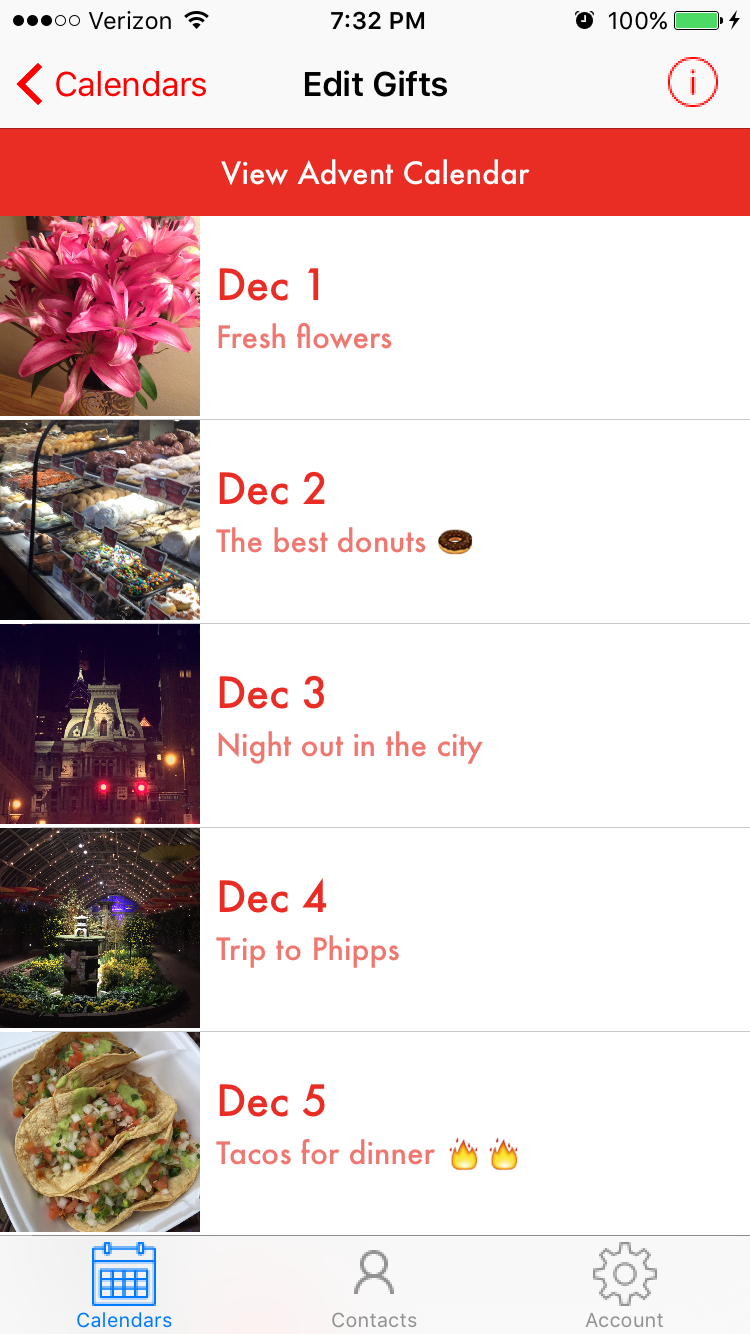 Verizon 7:32 PM 100%
Calendars Edit Gifts i
View Advent Calendar
Dec 1
Fresh flowers
Dec 2
The best donuts 🍩
Dec 3
Night out in the city
Dec 4
Trip to Phipps
Dec 5
Tacos for dinner 🔥🔥
Calendars Contacts Account